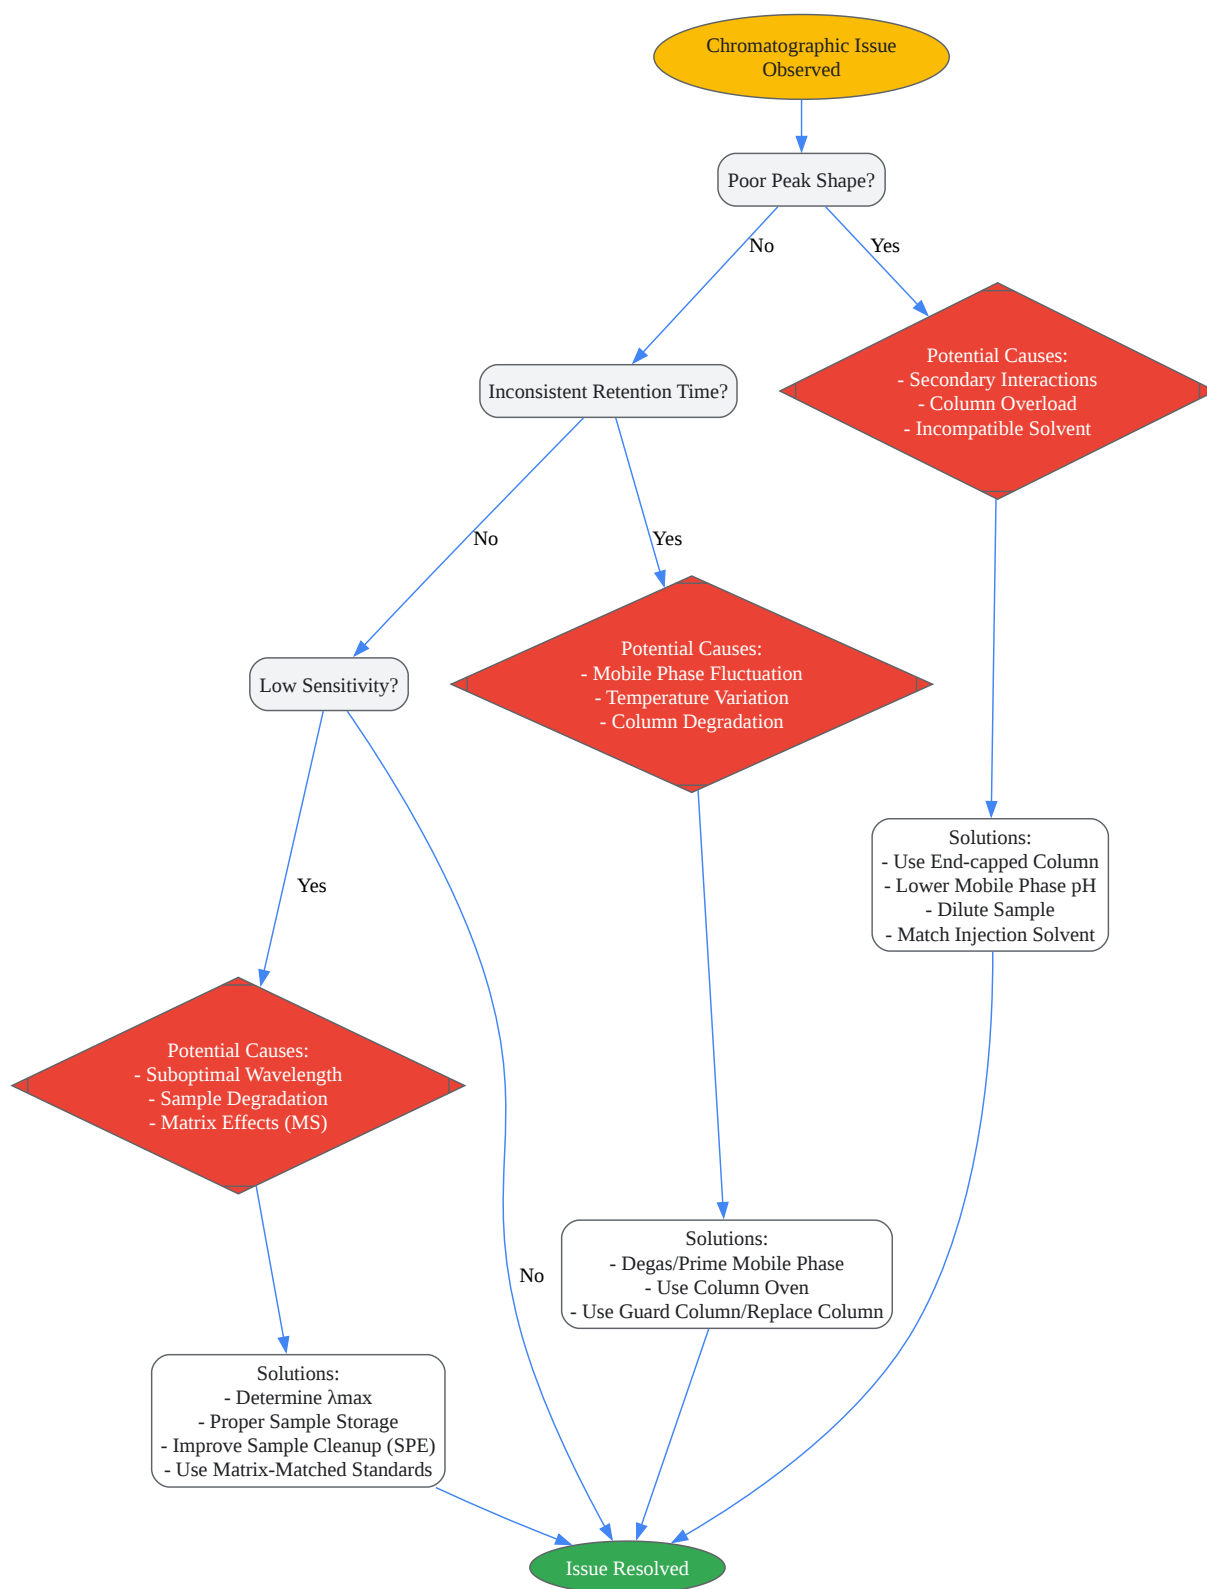 Chromatographic Issue
Observed
Poor Peak Shape?
No
Yes
Potential Causes:
- Secondary Interactions
- Column Overload
- Incompatible Solvent
Inconsistent Retention Time?
No
Yes
Potential Causes:
- Mobile Phase Fluctuation
- Temperature Variation
- Column Degradation
Low Sensitivity?
Solutions:
- Use End-capped Column
- Lower Mobile Phase pH
- Dilute Sample
- Match Injection Solvent
Yes
Potential Causes:
- Suboptimal Wavelength
- Sample Degradation
- Matrix Effects (MS)
No
Solutions:
- Degas/Prime Mobile Phase
- Use Column Oven
- Use Guard Column/Replace Column
Solutions:
- Determine λmax
- Proper Sample Storage
- Improve Sample Cleanup (SPE)
- Use Matrix-Matched Standards
Issue Resolved